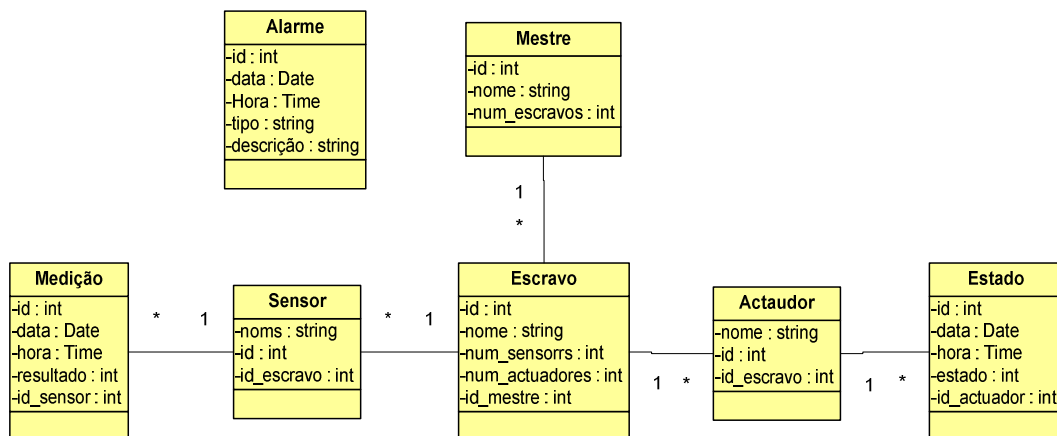 Alarme
-id : int
-data : Date
-Hora : Time
-tipo : string
-descrição : string
Mestre
-id : int
-nome : string
-num_escravos : int
1
*
Medição
-id : int
-data : Date
-hora : Time
-resultado : int
-id_sensor : int
* 1
Sensor
-noms : string
-id : int
-id_escravo : int
* 1
Escravo
-id : int
-nome : string
-num_sensorrs : int
-num_actuadores : int
-id_mestre : int
1 *
Actaudor
-nome : string
-id : int
-id_escravo : int
1 *
Estado
-id : int
-data : Date
-hora : Time
-estado : int
-id_actuador : int